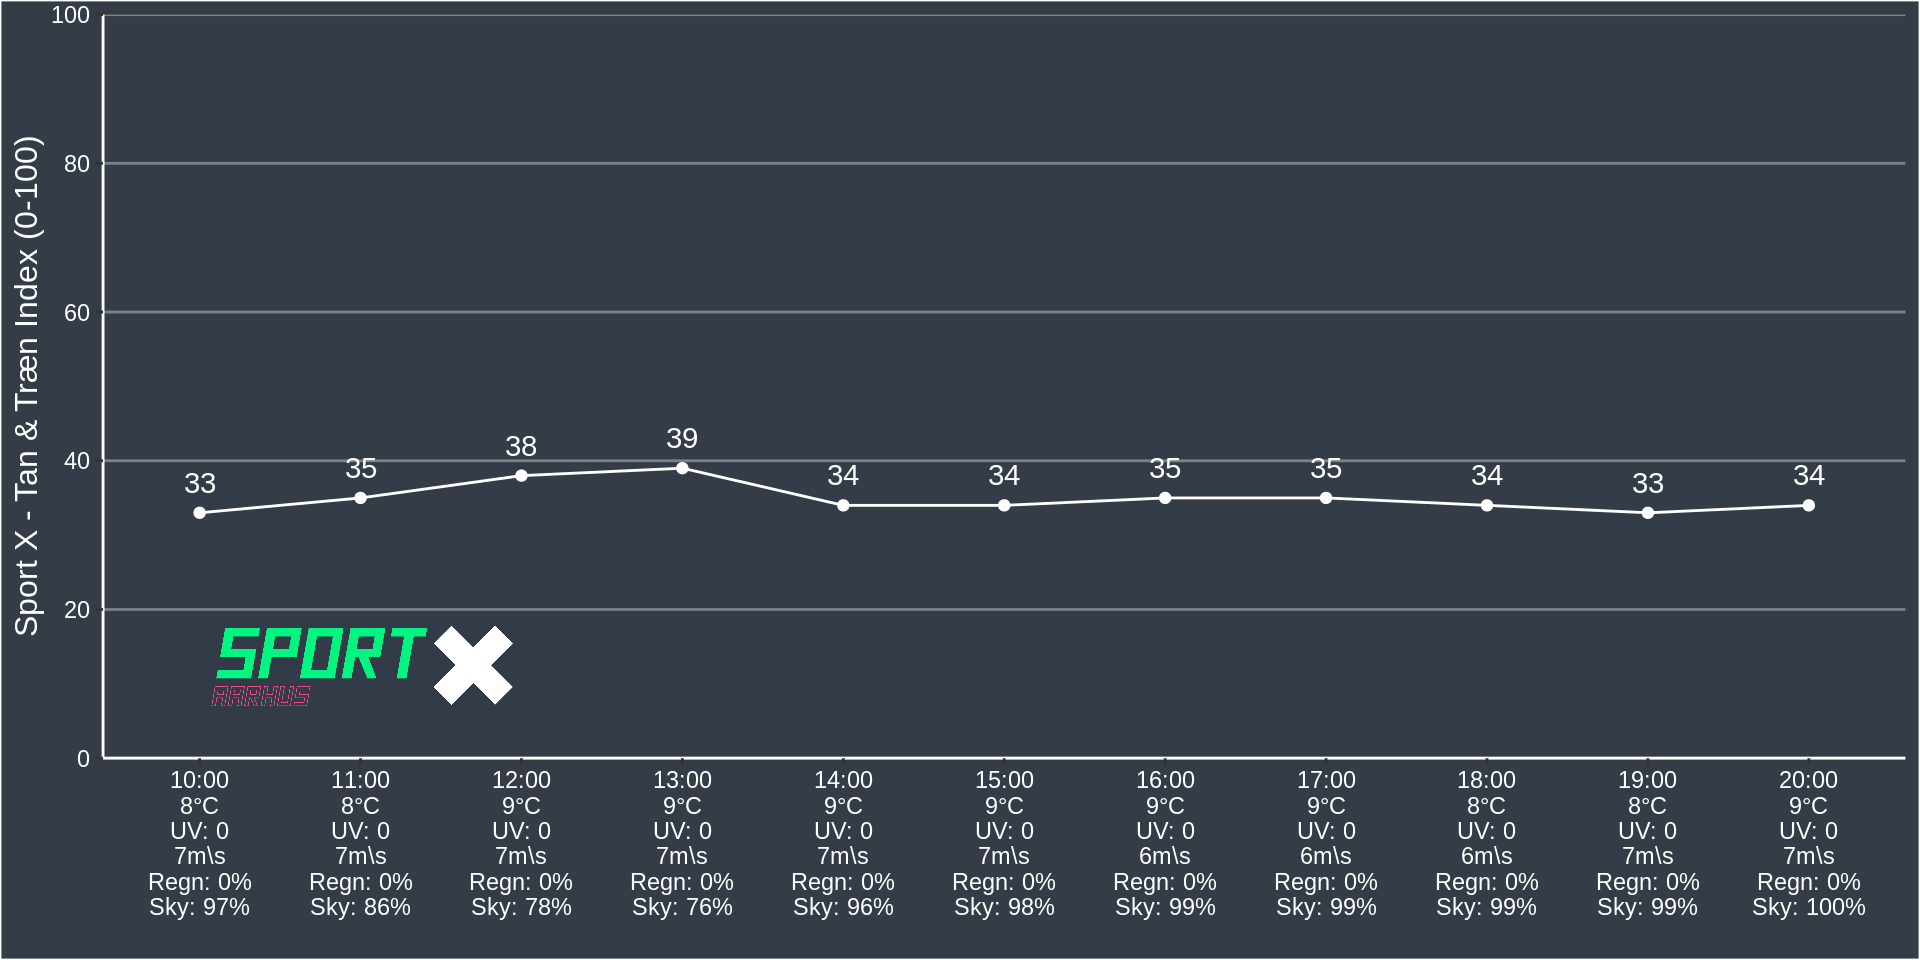 Sport X - Tan & Træn Index (0-100)
100
80
60
40
20
0
33
35
38
39
34
34
35
35
34
33
34
SPORT X
AARHUS
10:00 11:00 12:00 13:00 14:00 15:00 16:00 17:00 18:00 19:00 20:00
8°C 8°C 9°C 9°C 9°C 9°C 9°C 9°C 8°C 8°C 9°C
UV: 0 UV: 0 UV: 0 UV: 0 UV: 0 UV: 0 UV: 0 UV: 0 UV: 0 UV: 0 UV: 0
7m\s 7m\s 7m\s 7m\s 7m\s 7m\s 6m\s 6m\s 6m\s 7m\s 7m\s
Regn: 0% Regn: 0% Regn: 0% Regn: 0% Regn: 0% Regn: 0% Regn: 0% Regn: 0% Regn: 0% Regn: 0% Regn: 0%
Sky: 97% Sky: 86% Sky: 78% Sky: 76% Sky: 96% Sky: 98% Sky: 99% Sky: 99% Sky: 99% Sky: 99% Sky: 100%